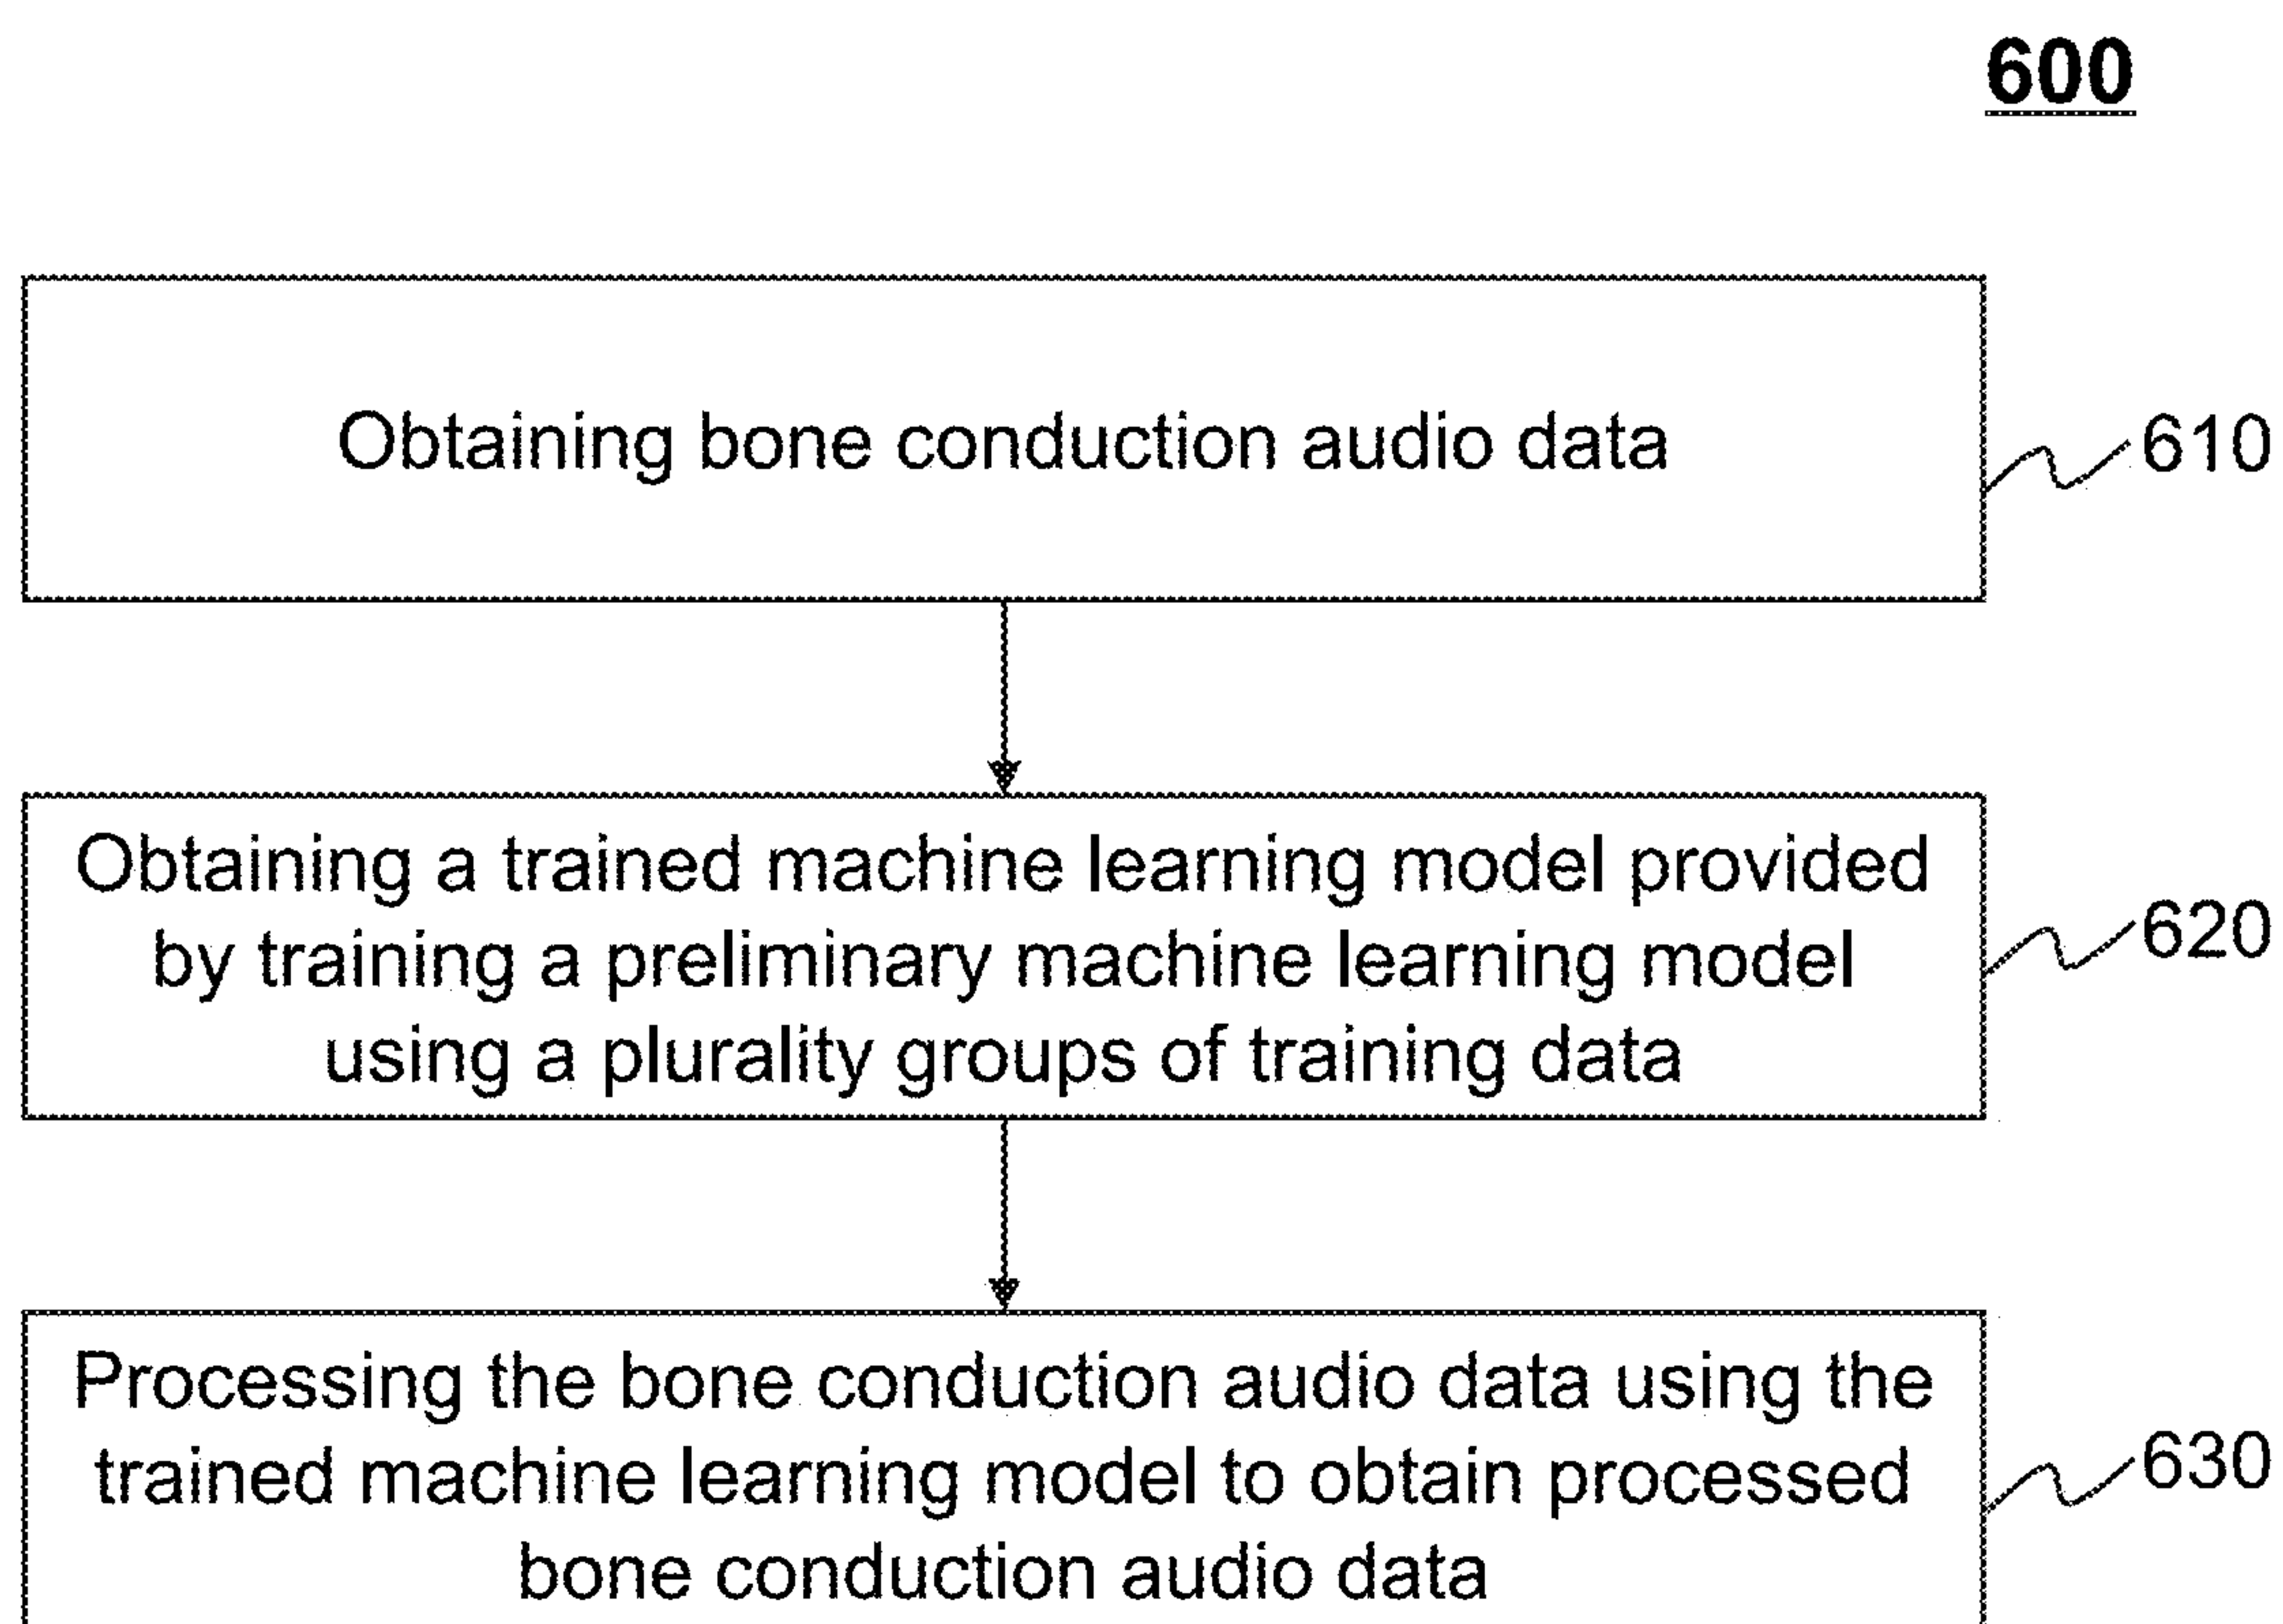 600
Obtaining bone conduction audio data
610
Obtaining a trained machine learning model provided
by training a preliminary machine learning model
using a plurality groups of training data
620
Processing the bone conduction audio data using the
trained machine learning model to obtain processed
bone conduction audio data
630